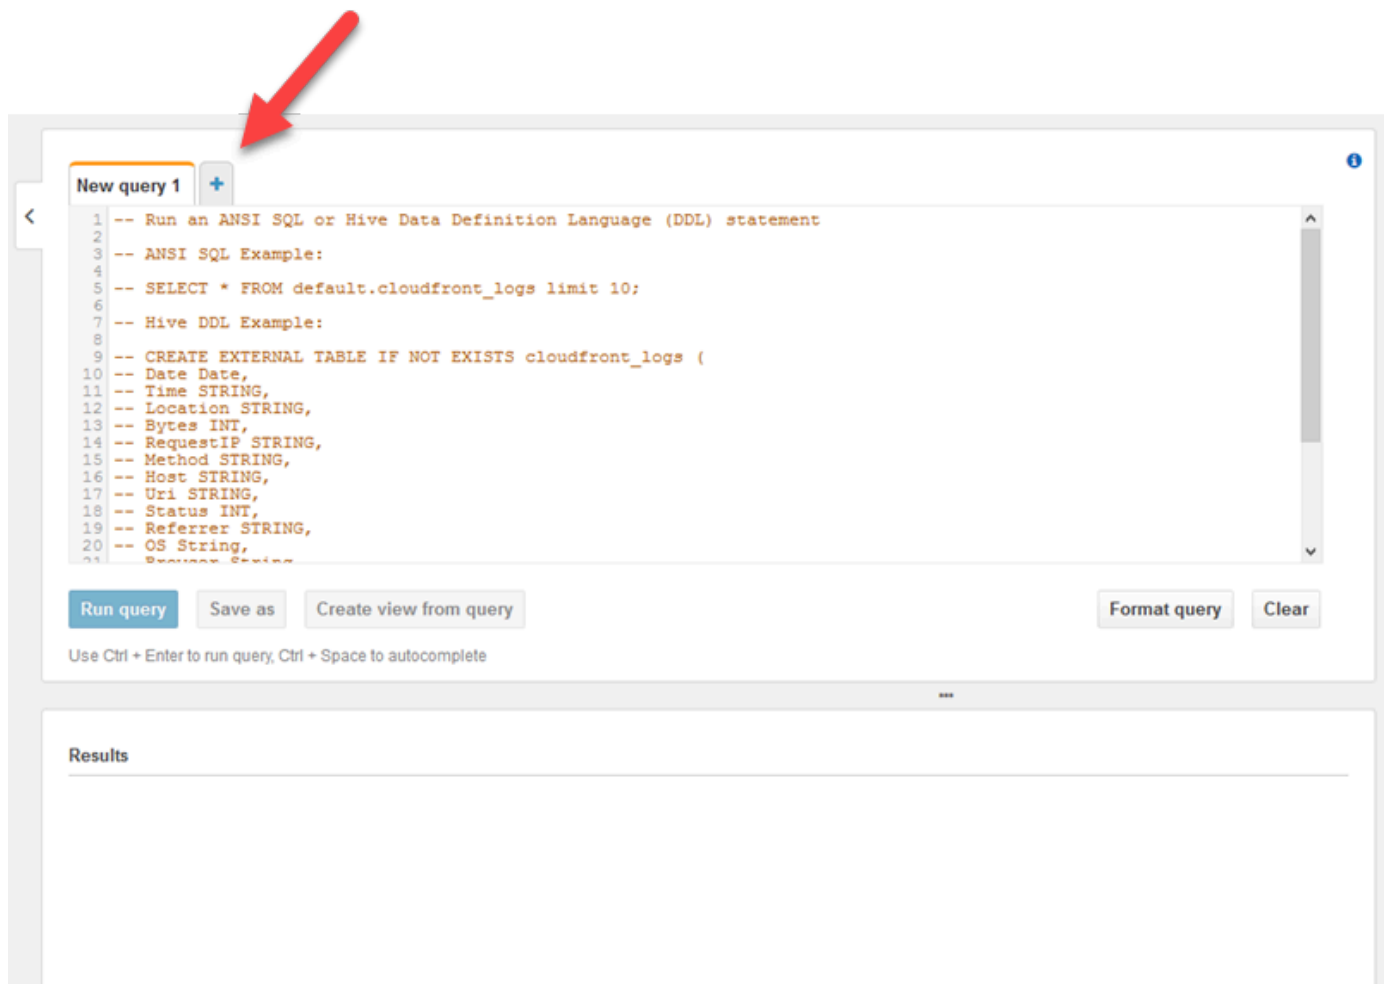 New query 1 +
1 -- Run an ANSI SQL or Hive Data Definition Language (DDL) statement
2
3 -- ANSI SQL Example:
4
5 -- SELECT * FROM default.cloudfront_logs limit 10;
6
7 -- Hive DDL Example:
8
9 -- CREATE EXTERNAL TABLE IF NOT EXISTS cloudfront_logs (
10 -- Date Date,
11 -- Time STRING,
12 -- Location STRING,
13 -- Bytes INT,
14 -- RequestIP STRING,
15 -- Method STRING,
16 -- Host STRING,
17 -- Uri STRING,
18 -- Status INT,
19 -- Referrer STRING,
20 -- OS String,
21 Browser String
Run query Save as Create view from query Format query Clear
Use Ctrl + Enter to run query, Ctrl + Space to autocomplete
Results